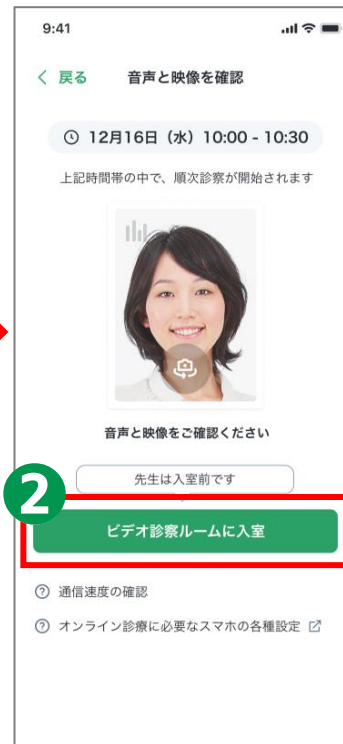 9:41
戻る 音声と映像を確認
12月16日（水）10:00 - 10:30
上記時間帯の中で、順次診察が開始されます
音声と映像をご確認ください
先生は入室前です
2
ビデオ診察ルームに入室
通信速度の確認
オンライン診療に必要なスマホの各種設定